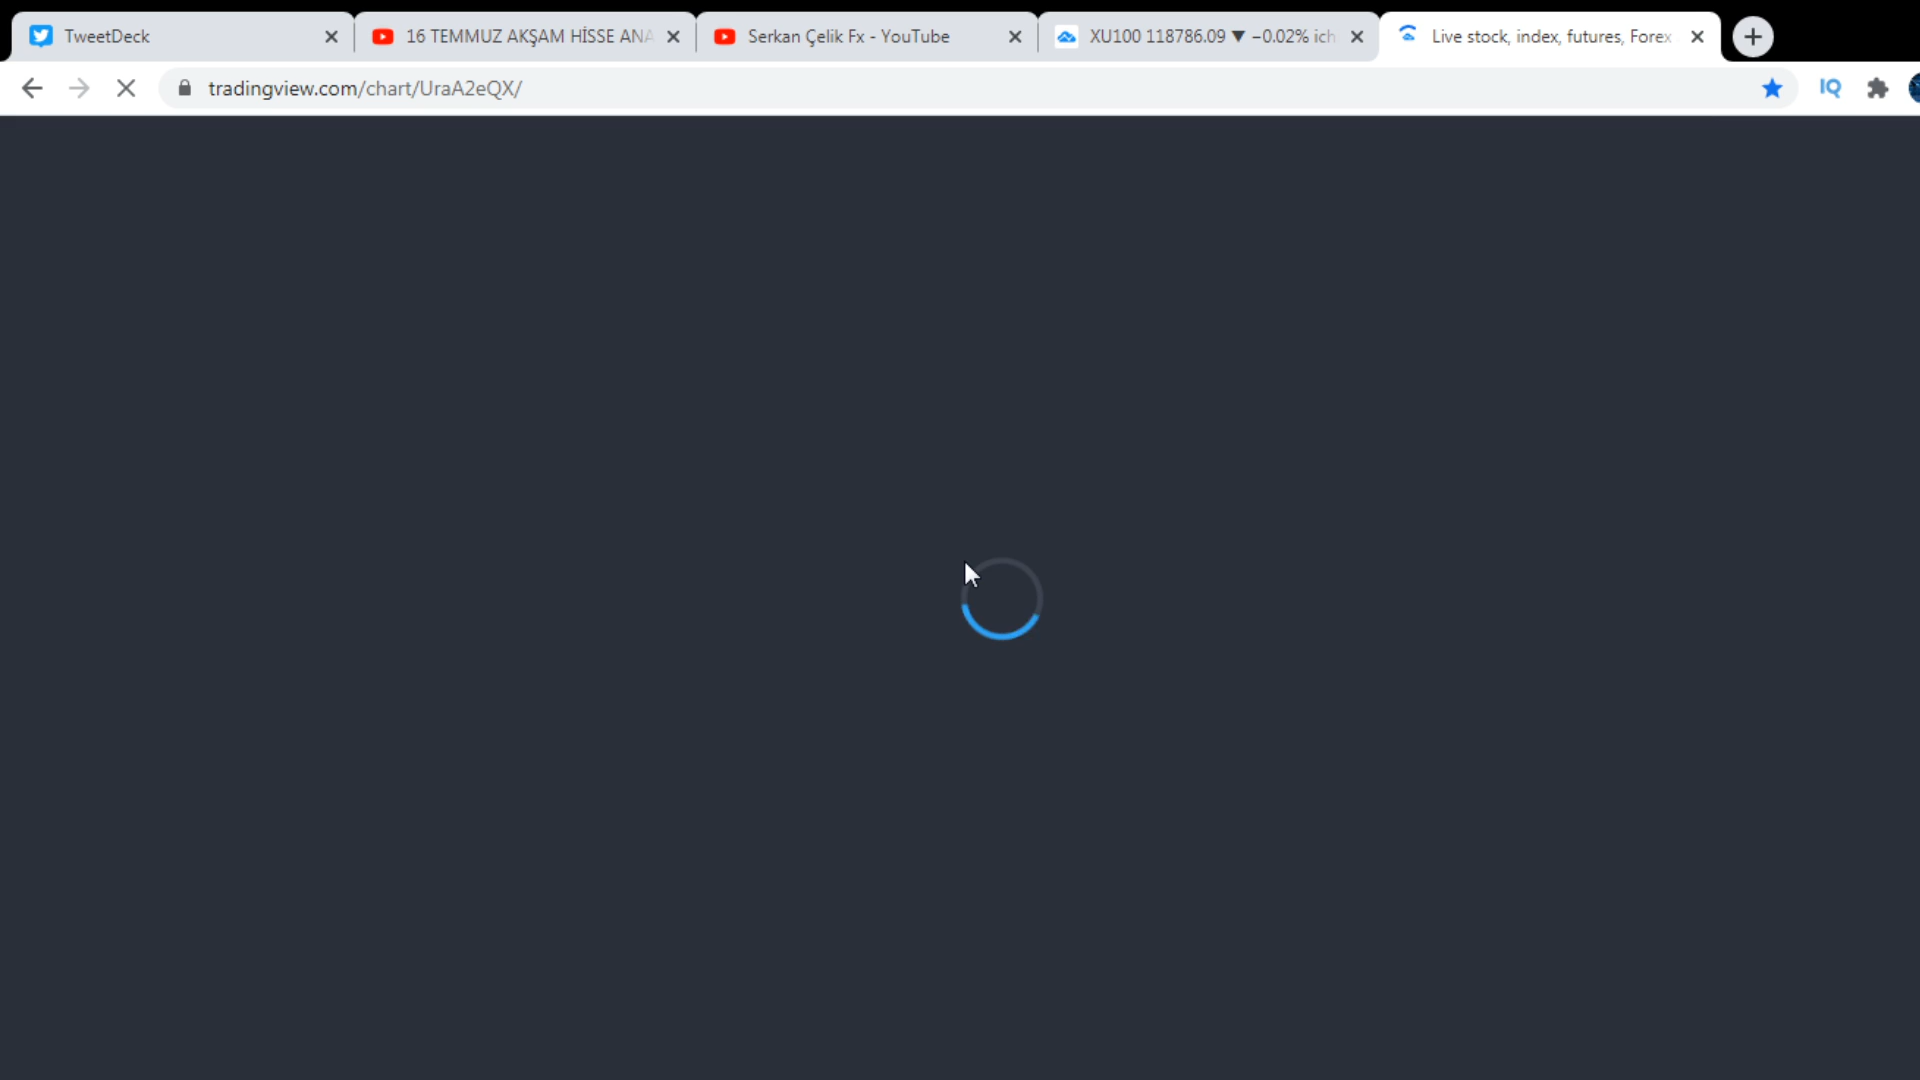 TweetDeck
16 TEMMUZ AKŞAM HİSSE ANA
Serkan Çelik Fx - YouTube
XU100 118786.09 ▼ −0.02% ich
Live stock, index, futures, Forex
tradingview.com/chart/UraA2eQX/
IQ